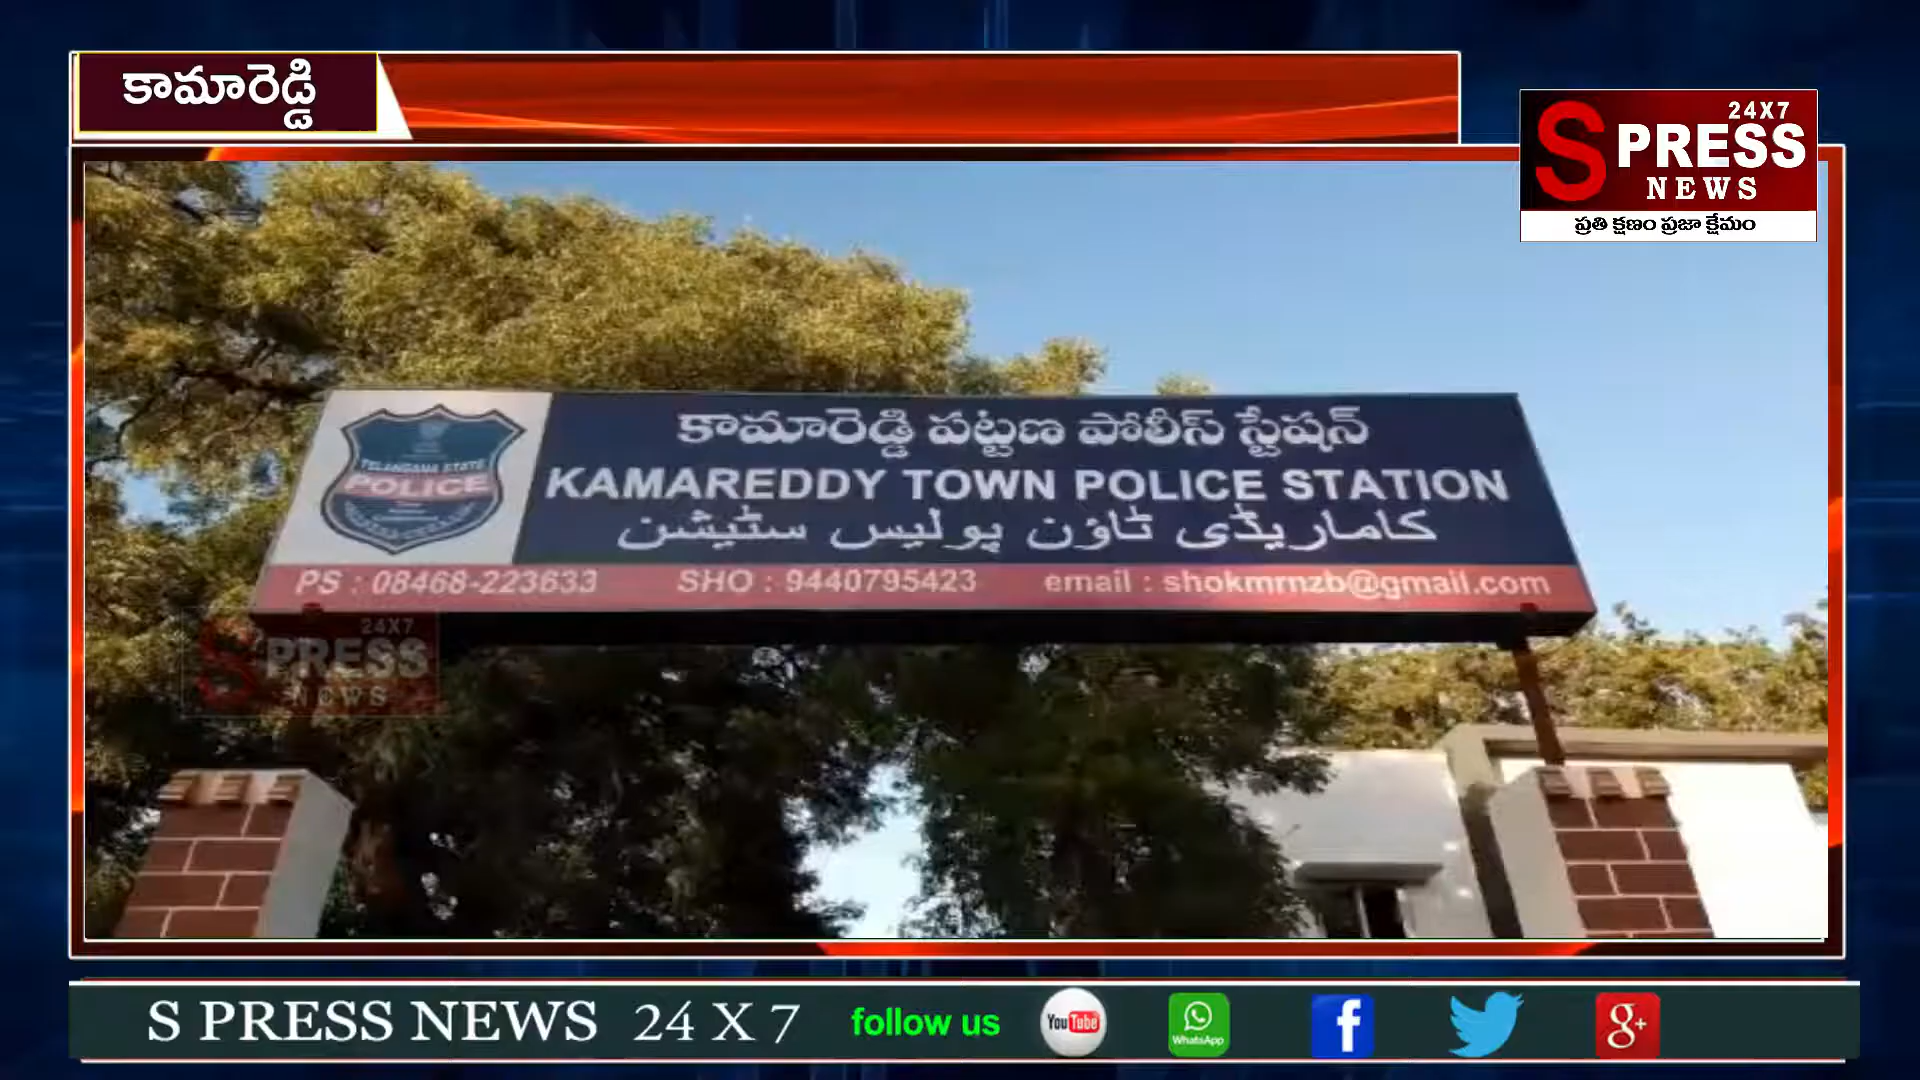 కామారెడ్డి
24X7
S PRESS
NEWS
ప్రతి క్షణం ప్రజా క్షేమం
కామారెడ్డి పట్టణ పోలీస్ స్టేషన్
KAMAREDDY TOWN POLICE STATION
کاماریڈی ٹاؤن پولیس سٹیشن
TELANGANA STATE
POLICE
PS : 08468-223633 SHO : 9440795423 email : shokmrnzb@gmail.com
24X7
S PRESS
NEWS
S PRESS NEWS 24 X 7 follow us YouTube WhatsApp f g+